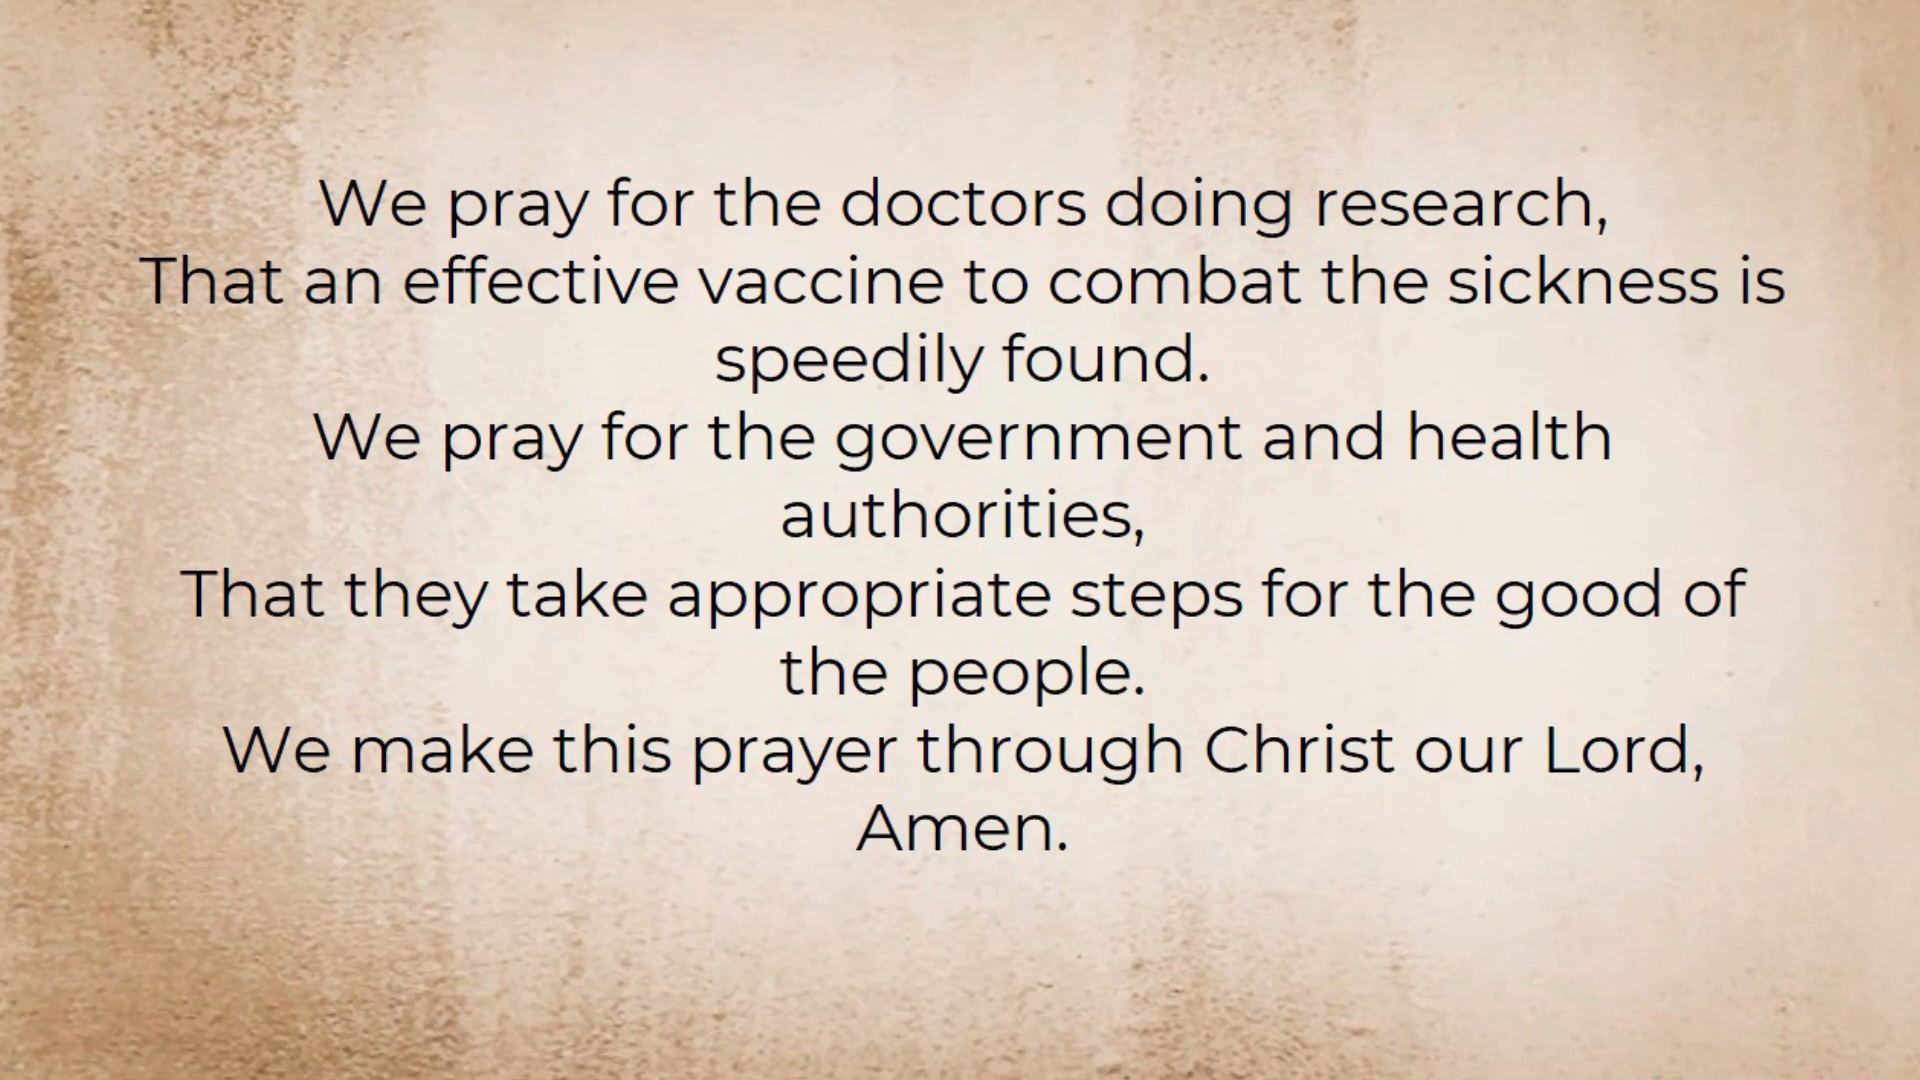 We pray for the doctors doing research,
That an effective vaccine to combat the sickness is
speedily found.
We pray for the government and health
authorities,
That they take appropriate steps for the good of
the people.
We make this prayer through Christ our Lord,
Amen.